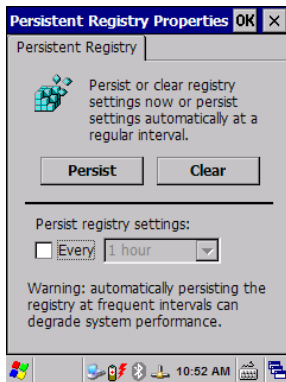 Persistent Registry Properties OK ×
Persistent Registry
Persist or clear registry
settings now or persist
settings automatically at a
regular interval.
Persist Clear
Persist registry settings:
Every 1 hour
Warning: automatically persisting the
registry at frequent intervals can
degrade system performance.
10:52 AM